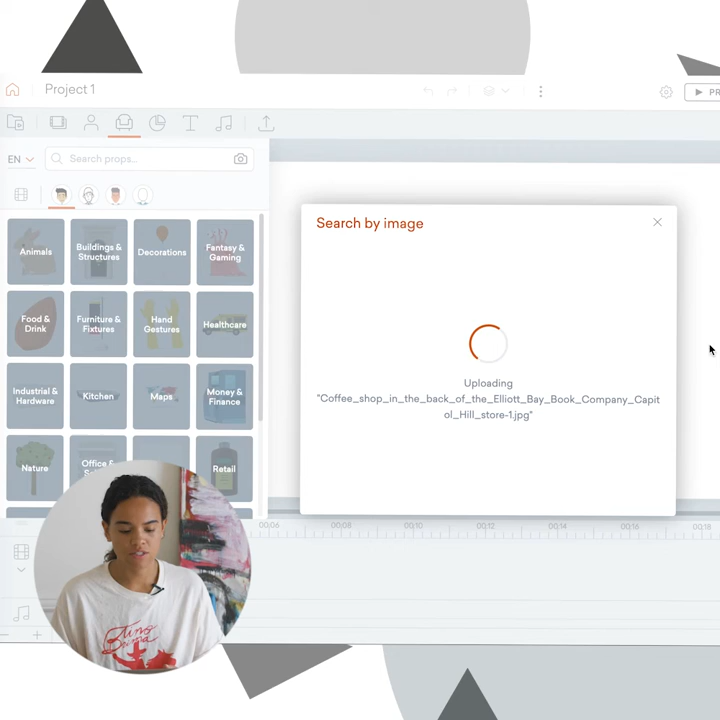 Project 1
PR
EN
Search props...
Search by image
Animals
Buildings &
Structures
Decorations
Fantasy &
Gaming
Food &
Drink
Furniture &
Fixtures
Hand
Gestures
Healthcare
Industrial &
Hardware
Kitchen
Maps
Money &
Finance
Nature
Office &
Retail
Uploading
"Coffee_shop_in_the_back_of_the_Elliott_Bay_Book_Company_Capit
ol_Hill_store-1.jpg"
00:06
00:08
00:10
00:12
00:14
00:16
00:18